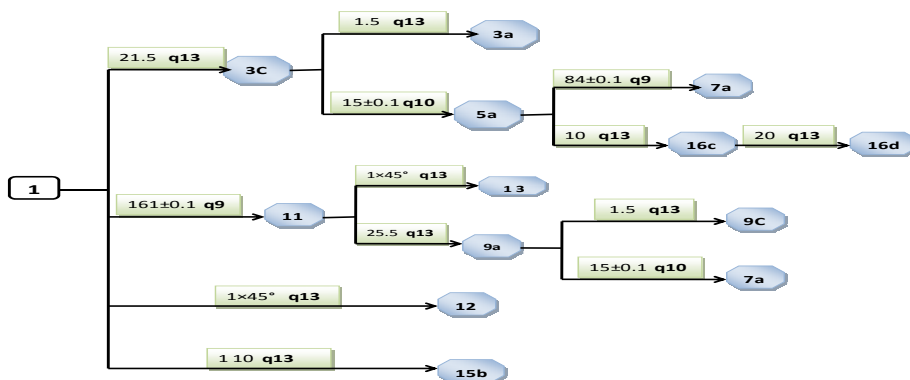 1.5 q13
3a
21.5 q13
3C
84±0.1 q9
7a
15±0.1 q10
5a
10 q13
16c
20 q13
16d
1×45° q13
13
1
161±0.1 q9
11
1.5 q13
9C
25.5 q13
9a
15±0.1 q10
7a
1×45° q13
12
1 10 q13
15b